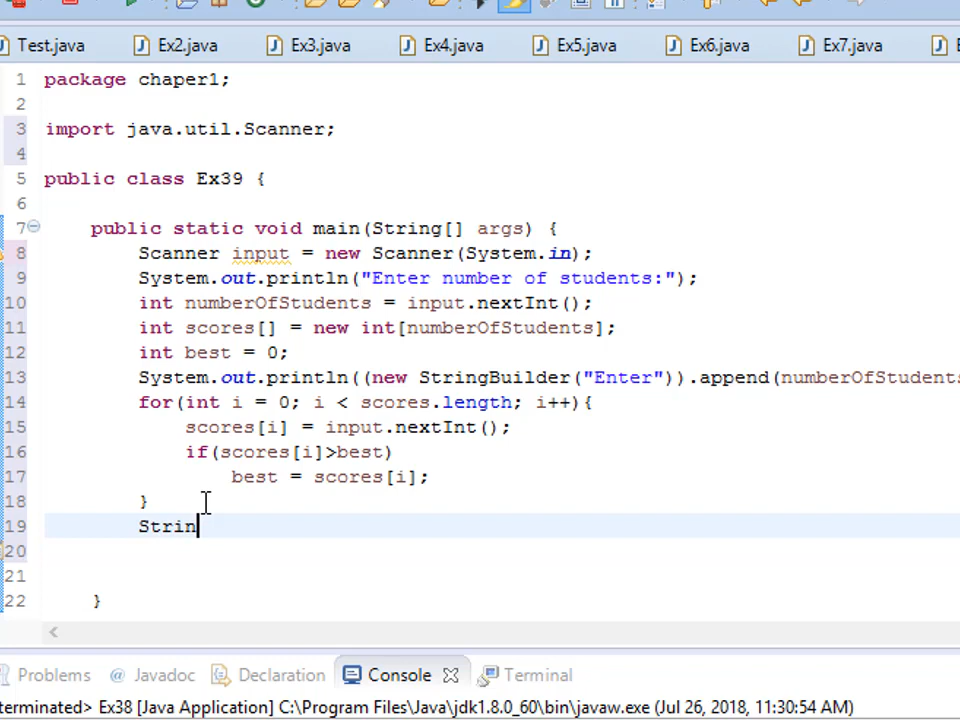 Test.java Ex2.java Ex3.java Ex4.java Ex5.java Ex6.java Ex7.java
1 package chaper1;
2
3 import java.util.Scanner;
4
5 public class Ex39 {
6
7 public static void main(String[] args) {
8 Scanner input = new Scanner(System.in);
9 System.out.println("Enter number of students:");
10 int numberOfStudents = input.nextInt();
11 int scores[] = new int[numberOfStudents];
12 int best = 0;
13 System.out.println((new StringBuilder("Enter")).append(numberOfStudents
14 for(int i = 0; i < scores.length; i++){
15 scores[i] = input.nextInt();
16 if(scores[i]>best)
17 best = scores[i];
18 }
19 Strin
20
21
22 }
Problems @ Javadoc Declaration Console Terminal
terminated> Ex38 [Java Application] C:\Program Files\Java\jdk1.8.0_60\bin\javaw.exe (Jul 26, 2018, 11:30:54 AM)